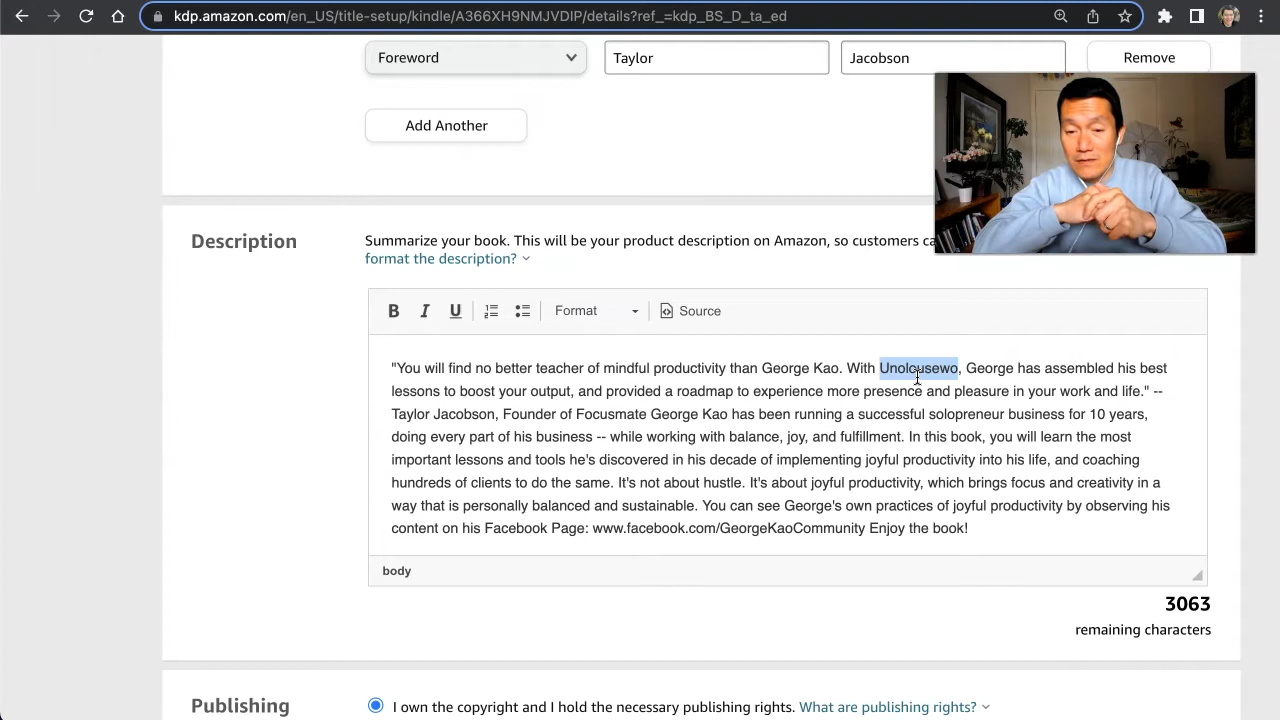 kdp.amazon.com/en_US/title-setup/kindle/A366XH9NMJVDIP/details?ref_=kdp_BS_D_ta_ed
Foreword Taylor Jacobson Remove
Add Another
Description
Summarize your book. This will be your product description on Amazon, so customers ca
format the description?
B I U Format Source
"You will find no better teacher of mindful productivity than George Kao. With Unolcusewo, George has assembled his best
lessons to boost your output, and provided a roadmap to experience more presence and pleasure in your work and life." --
Taylor Jacobson, Founder of Focusmate George Kao has been running a successful solopreneur business for 10 years,
doing every part of his business -- while working with balance, joy, and fulfillment. In this book, you will learn the most
important lessons and tools he's discovered in his decade of implementing joyful productivity into his life, and coaching
hundreds of clients to do the same. It's not about hustle. It's about joyful productivity, which brings focus and creativity in a
way that is personally balanced and sustainable. You can see George's own practices of joyful productivity by observing his
content on his Facebook Page: www.facebook.com/GeorgeKaoCommunity Enjoy the book!
body
3063
remaining characters
Publishing
I own the copyright and I hold the necessary publishing rights. What are publishing rights?